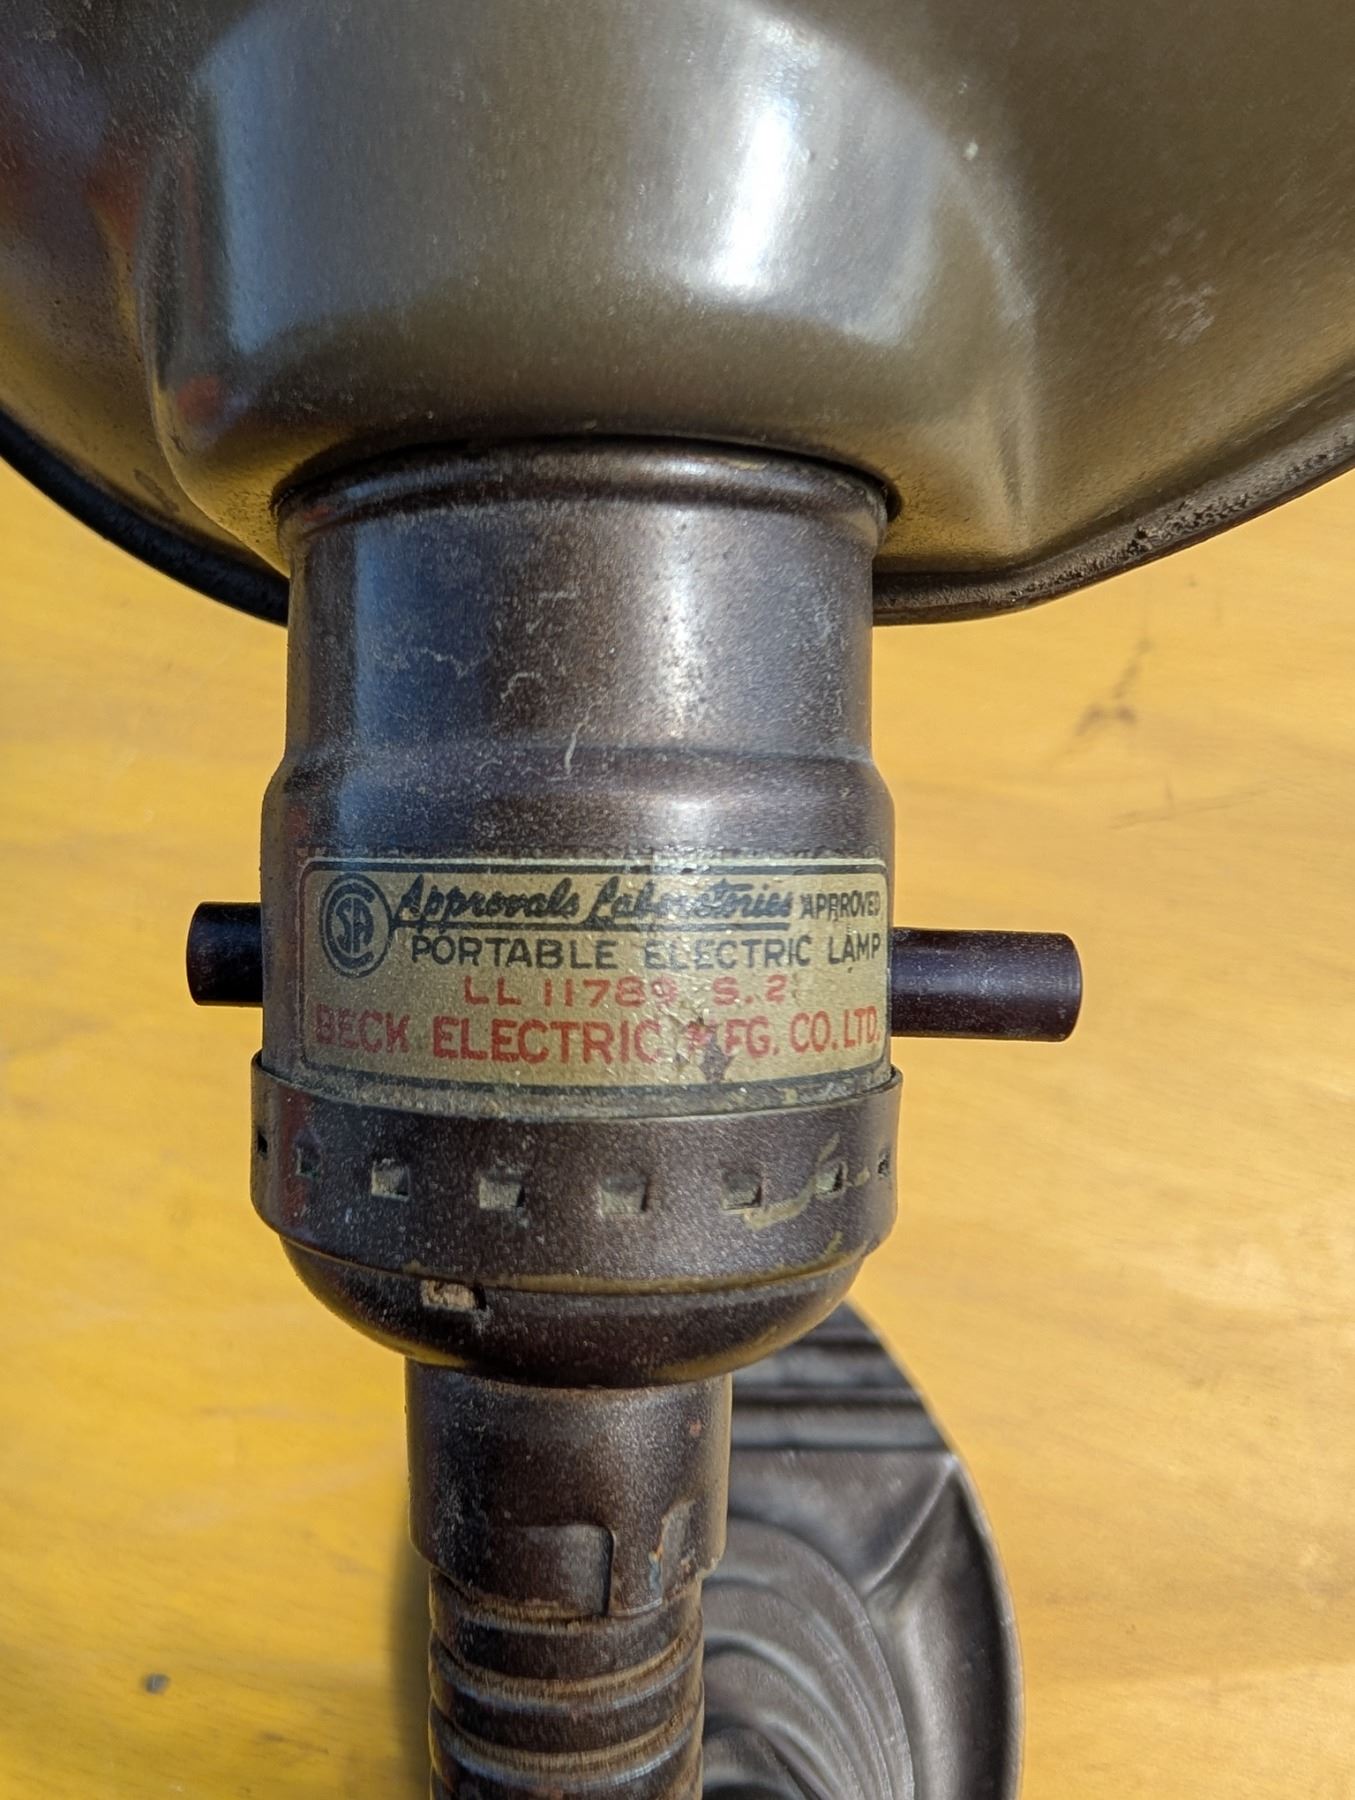 CSA Approvals Laboratories APPROVED
PORTABLE ELECTRIC LAMP
LL 11789 S. 2
BECK ELECTRIC MFG. CO. LTD.